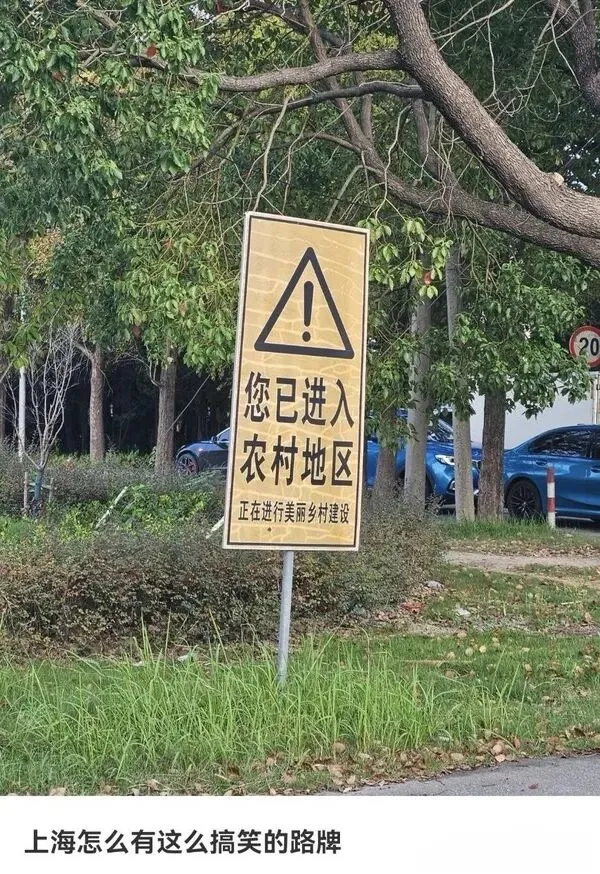 20
!
您已进入
农村地区
正在进行美丽乡村建设
上海怎么有这么搞笑的路牌